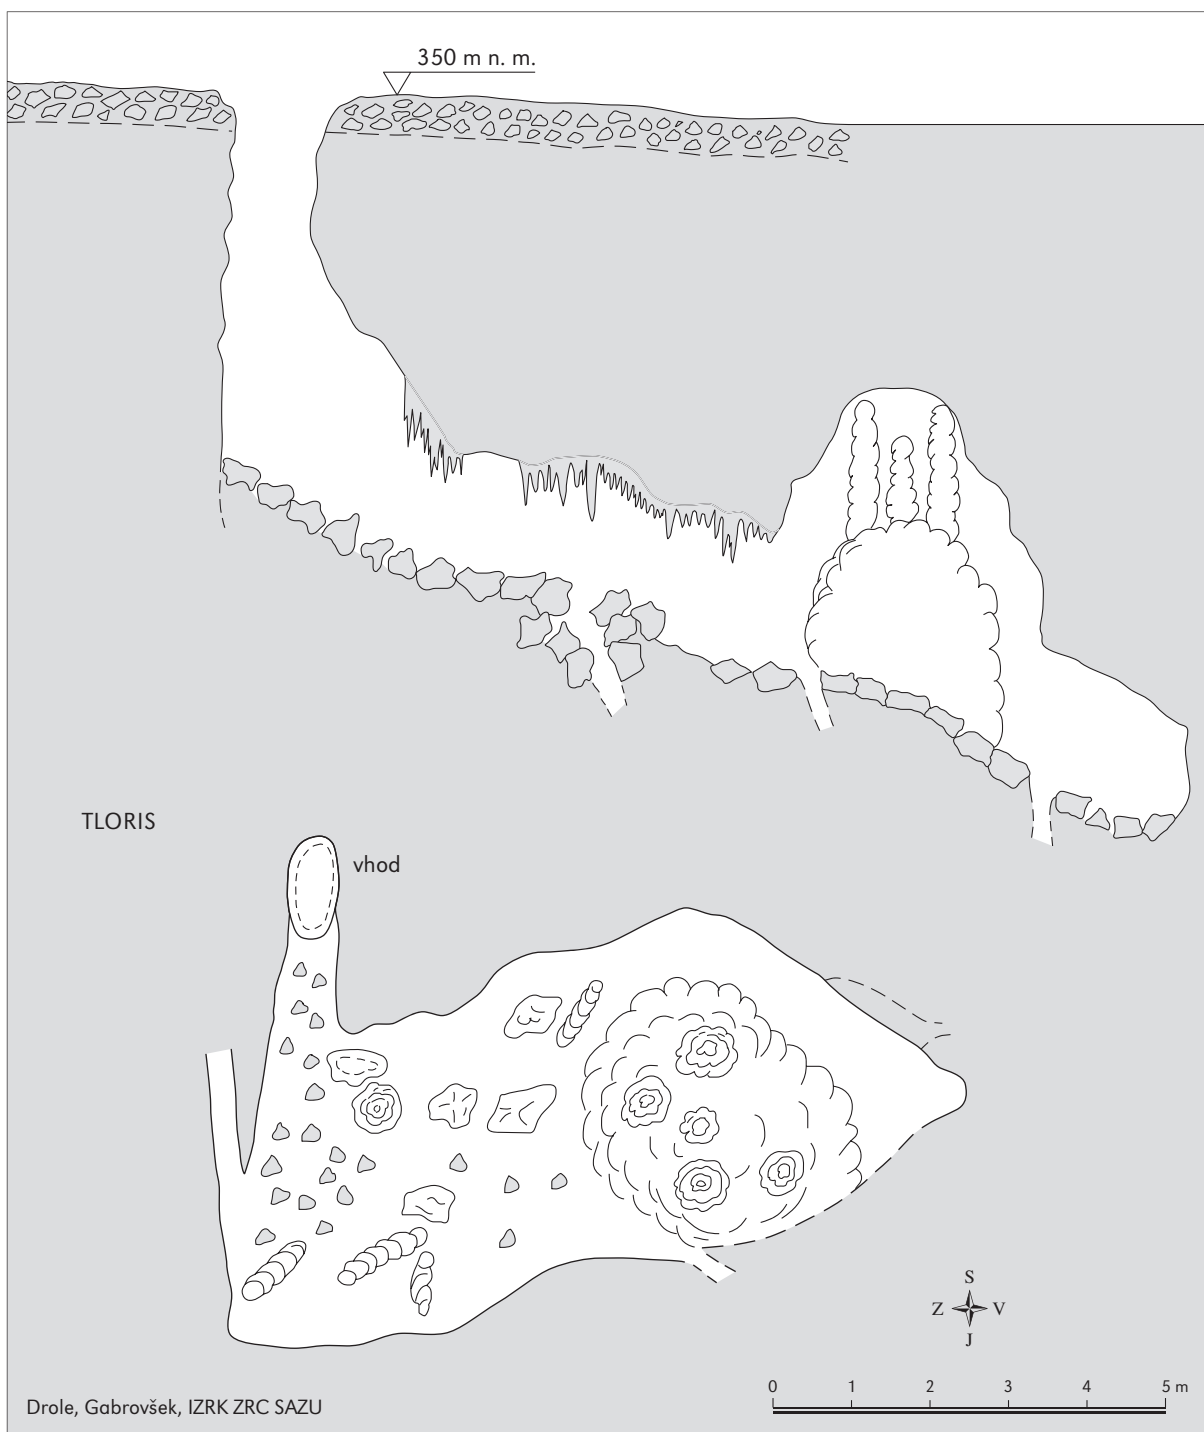 350 m n. m.
TLORIS
vhod
S
Z V
J
0 1 2 3 4 5 m
Drole, Gabrovšek, IZRK ZRC SAZU